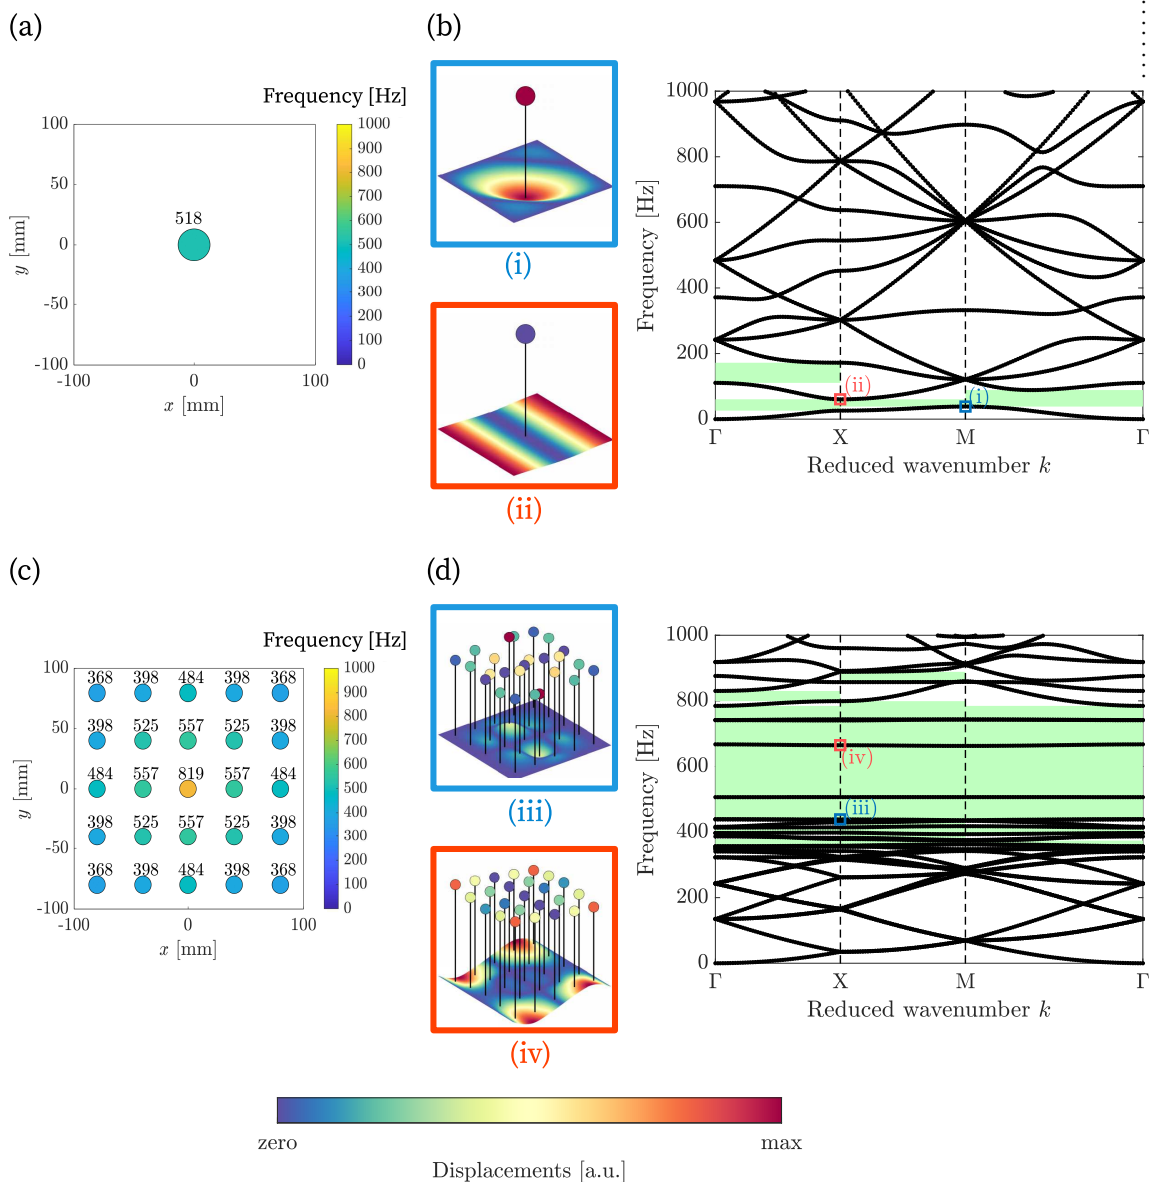 (a)
Frequency [Hz]
100
50
0
-50
-100
y [mm]
518
-100
0
100
x [mm]
1000
900
800
700
600
500
400
300
200
100
0
(b)
(i)
(ii)
1000
800
600
400
200
0
Frequency [Hz]
(ii)
(i)
Γ X M Γ
Reduced wavenumber k
(c)
Frequency [Hz]
100
50
0
-50
-100
y [mm]
368 398 484 398 368
398 525 557 525 398
484 557 819 557 484
398 525 557 525 398
368 398 484 398 368
-100
0
100
x [mm]
1000
900
800
700
600
500
400
300
200
100
0
(d)
(iii)
(iv)
1000
800
600
400
200
0
Frequency [Hz]
(iv)
(iii)
Γ X M Γ
Reduced wavenumber k
zero max
Displacements [a.u.]